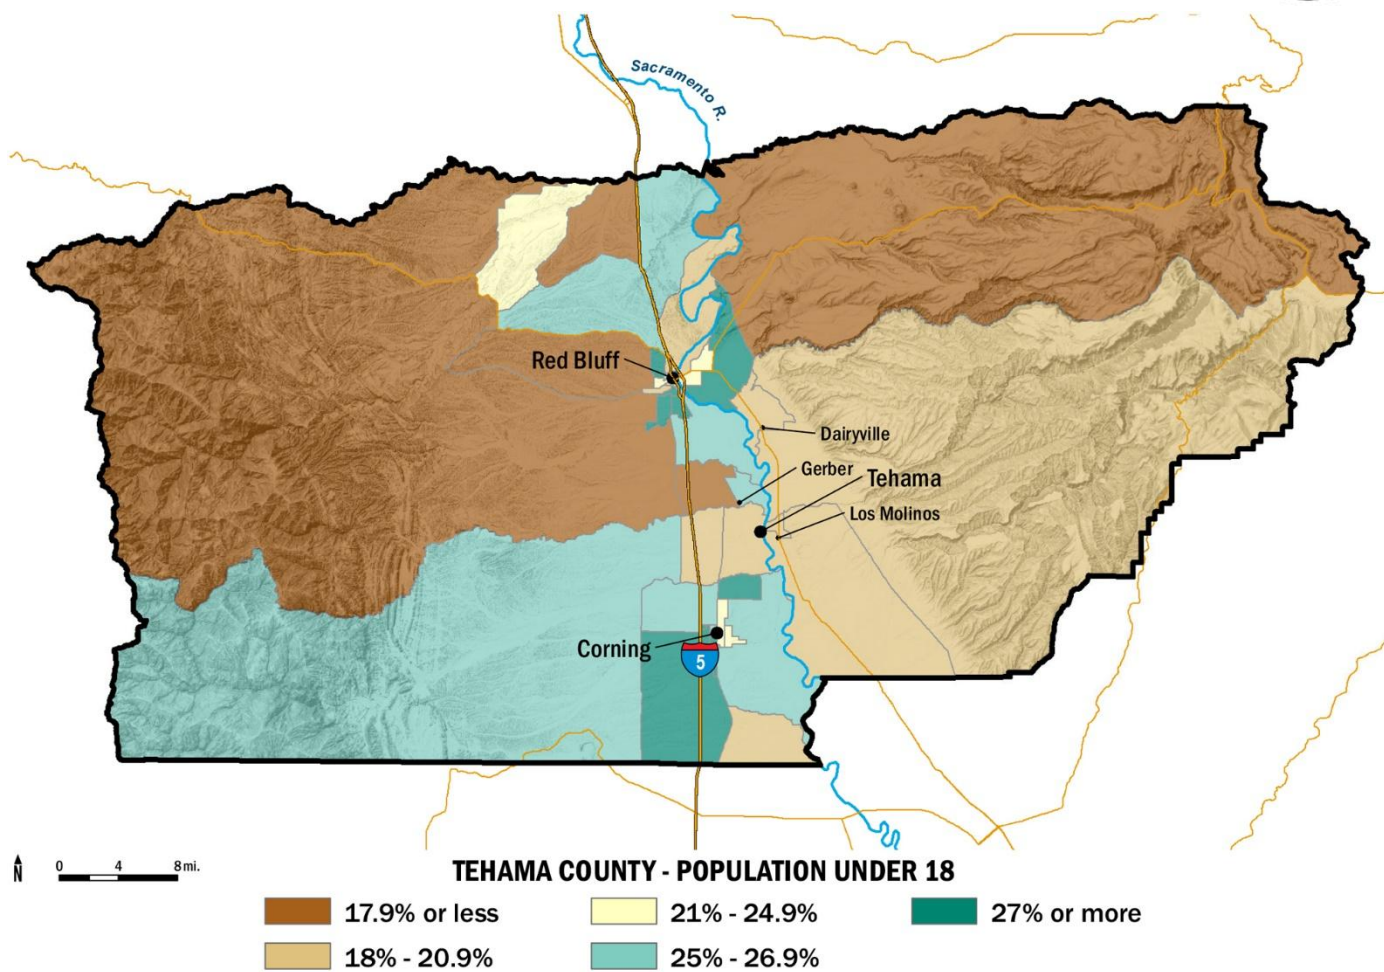 Sacramento R.
Red Bluff
Dairyville
Gerber
Tehama
Los Molinos
Corning
5
N
0 4 8 mi.
TEHAMA COUNTY - POPULATION UNDER 18
17.9% or less
21% - 24.9%
27% or more
18% - 20.9%
25% - 26.9%